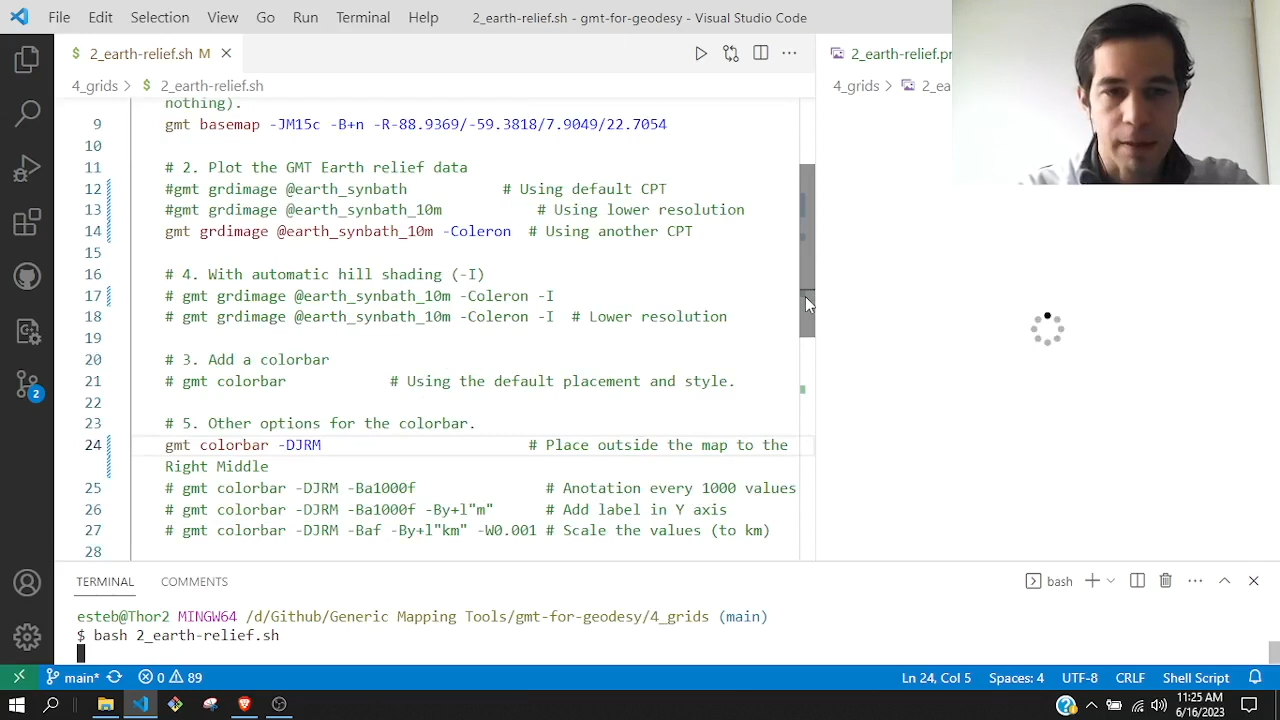 File Edit Selection View Go Run Terminal Help 2_earth-relief.sh - gmt-for-geodesy - Visual Studio Code
$ 2_earth-relief.sh M
4_grids > $ 2_earth-relief.sh
nothing).
9 gmt basemap -JM15c -B+n -R-88.9369/-59.3818/7.9049/22.7054
10
11 # 2. Plot the GMT Earth relief data
12 #gmt grdimage @earth_synbath # Using default CPT
13 #gmt grdimage @earth_synbath_10m # Using lower resolution
14 gmt grdimage @earth_synbath_10m -Coleron # Using another CPT
15
16 # 4. With automatic hill shading (-I)
17 # gmt grdimage @earth_synbath_10m -Coleron -I
18 # gmt grdimage @earth_synbath_10m -Coleron -I # Lower resolution
19
20 # 3. Add a colorbar
21 # gmt colorbar # Using the default placement and style.
22
23 # 5. Other options for the colorbar.
24 gmt colorbar -DJRM # Place outside the map to the
Right Middle
25 # gmt colorbar -DJRM -Ba1000f # Anotation every 1000 values
26 # gmt colorbar -DJRM -Ba1000f -By+l"m" # Add label in Y axis
27 # gmt colorbar -DJRM -Baf -By+l"km" -W0.001 # Scale the values (to km)
28
2_earth-relief.pr
4_grids > 2_ea
2
TERMINAL COMMENTS
bash
esteb@Thor2 MINGW64 /d/Github/Generic Mapping Tools/gmt-for-geodesy/4_grids (main)
$ bash 2_earth-relief.sh
main* 0 89 Ln 24, Col 5 Spaces: 4 UTF-8 CRLF Shell Script
11:25 AM
6/16/2023